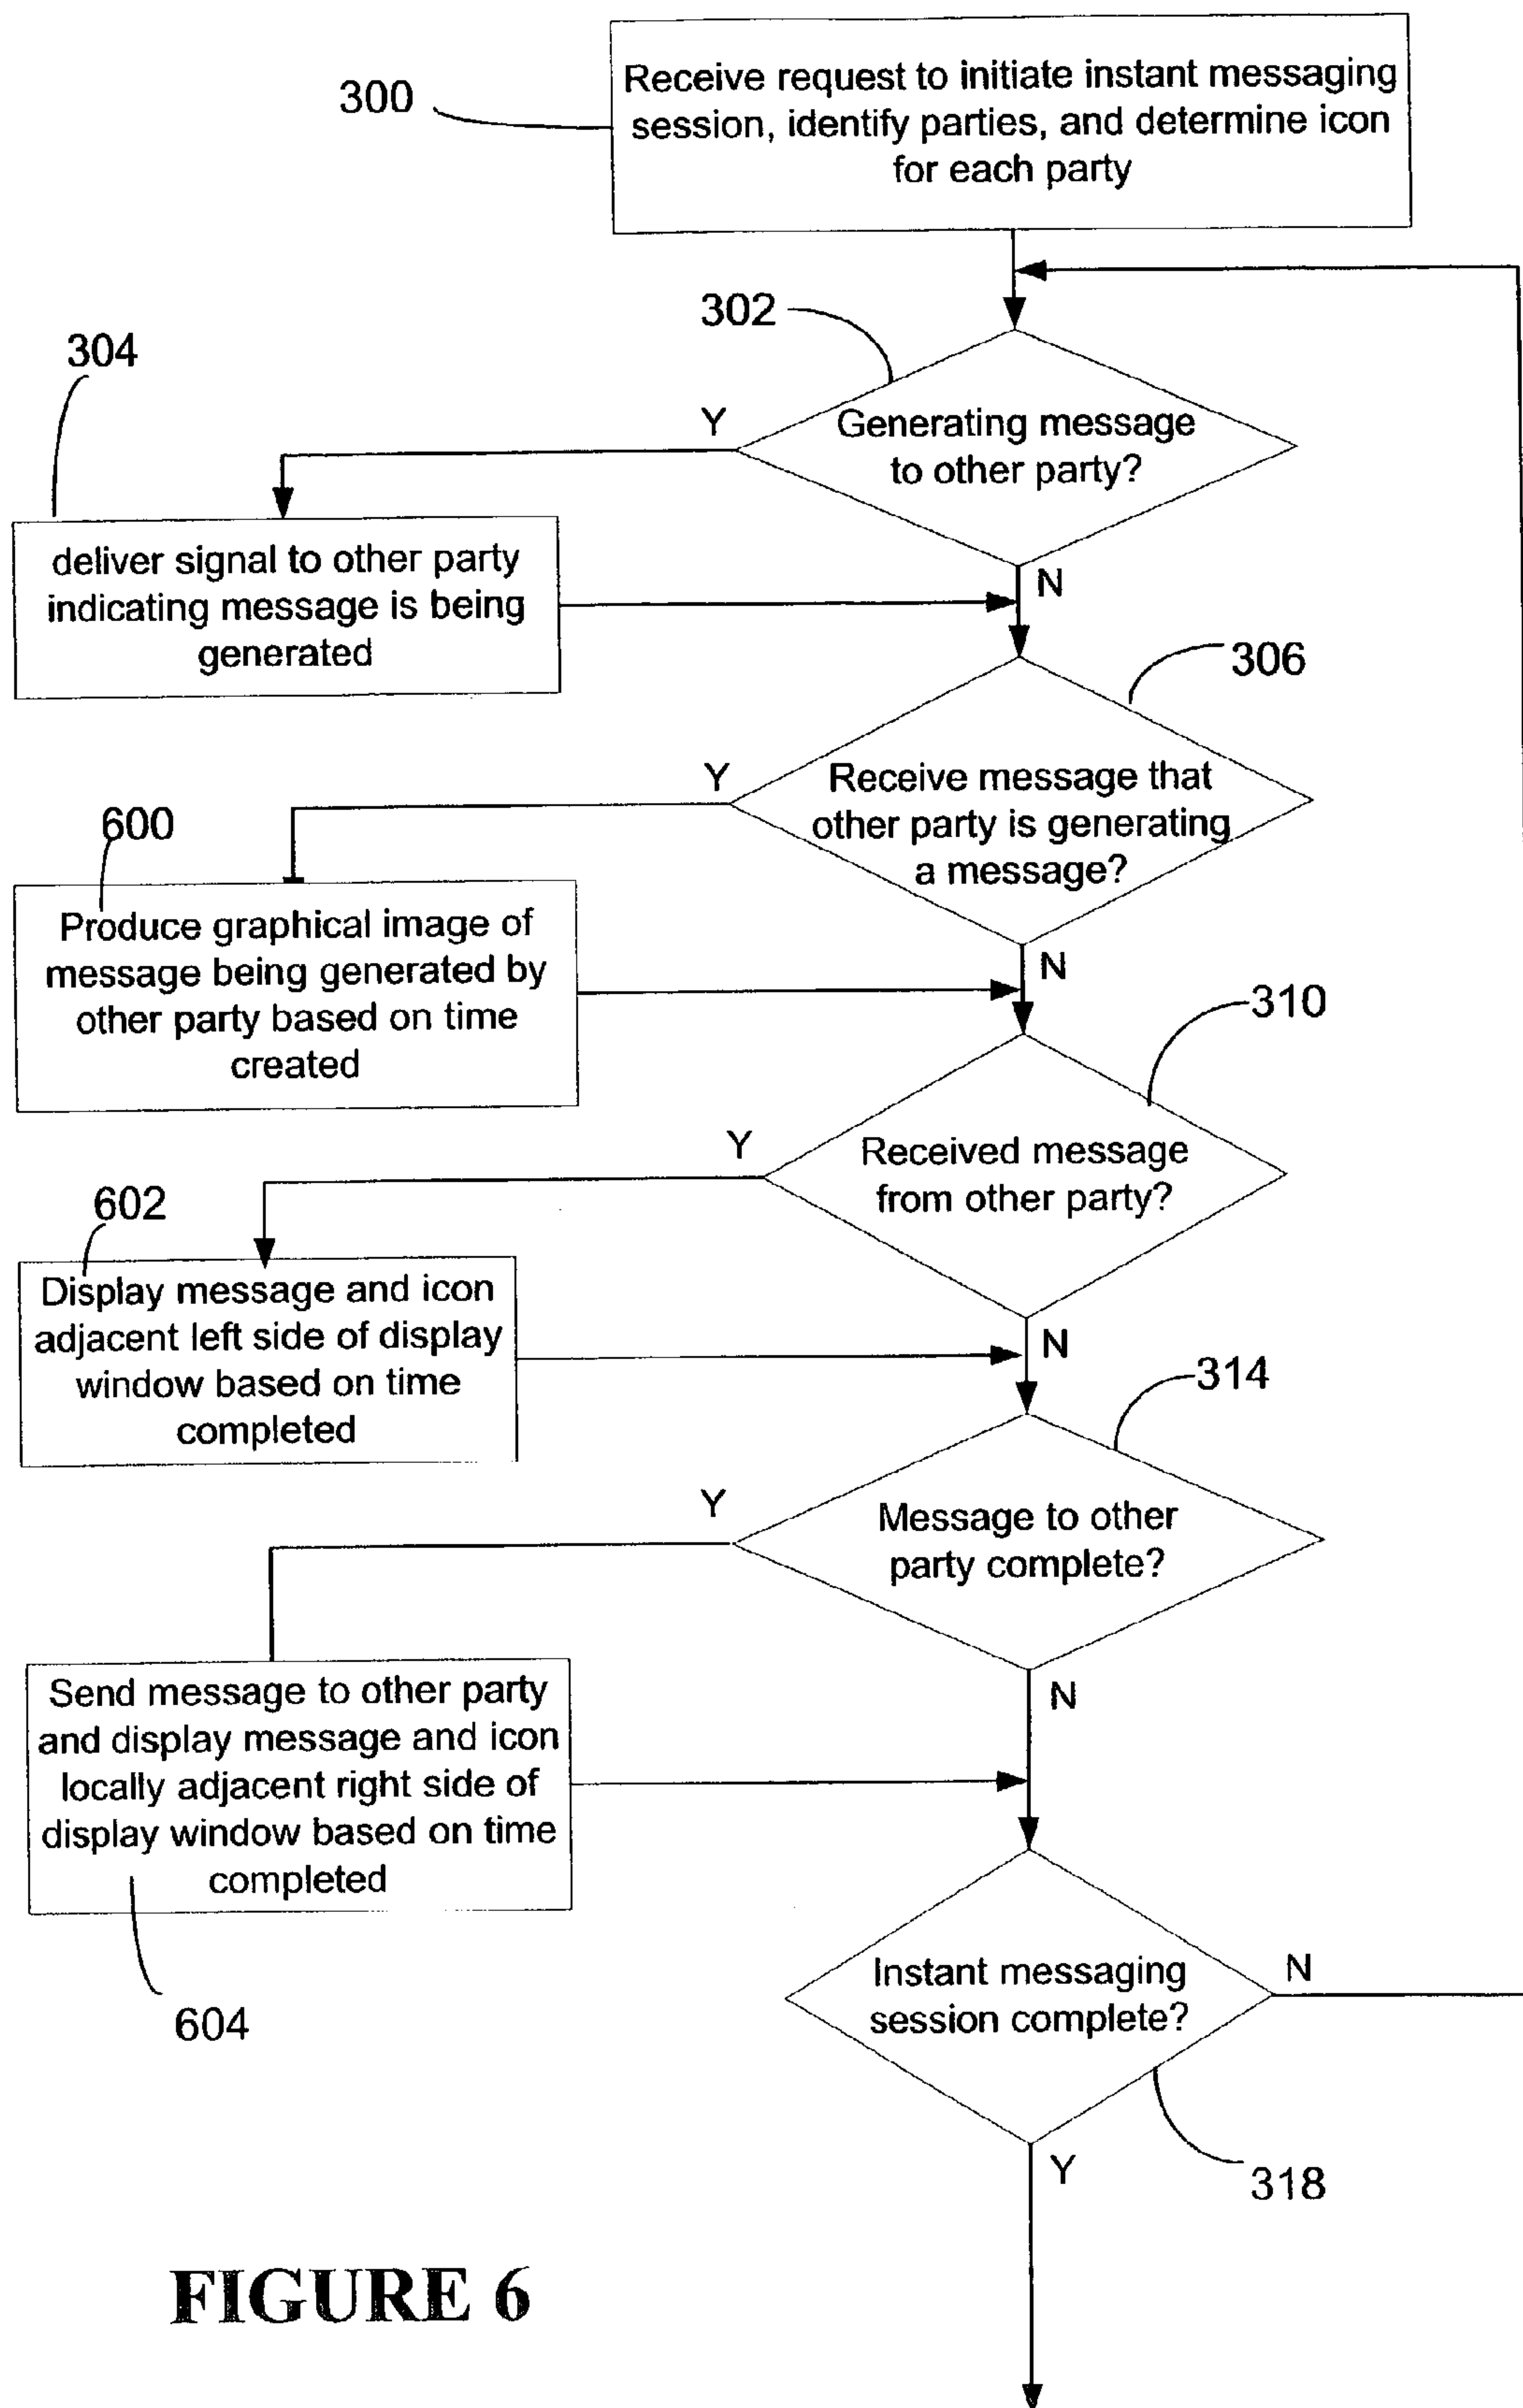 Receive request to initiate instant messaging
session, identify parties, and determine icon
for each party
300
302
304
Y
Generating message
to other party?
deliver signal to other party
indicating message is being
generated
N
306
Y
Receive message that
other party is generating
a message?
600
Produce graphical image of
message being generated by
other party based on time
created
N
310
Y
Received message
from other party?
602
Display message and icon
adjacent left side of display
window based on time
completed
N
314
Y
Message to other
party complete?
Send message to other party
and display message and icon
locally adjacent right side of
display window based on time
completed
N
604
Instant messaging
session complete?
N
Y
318
FIGURE 6